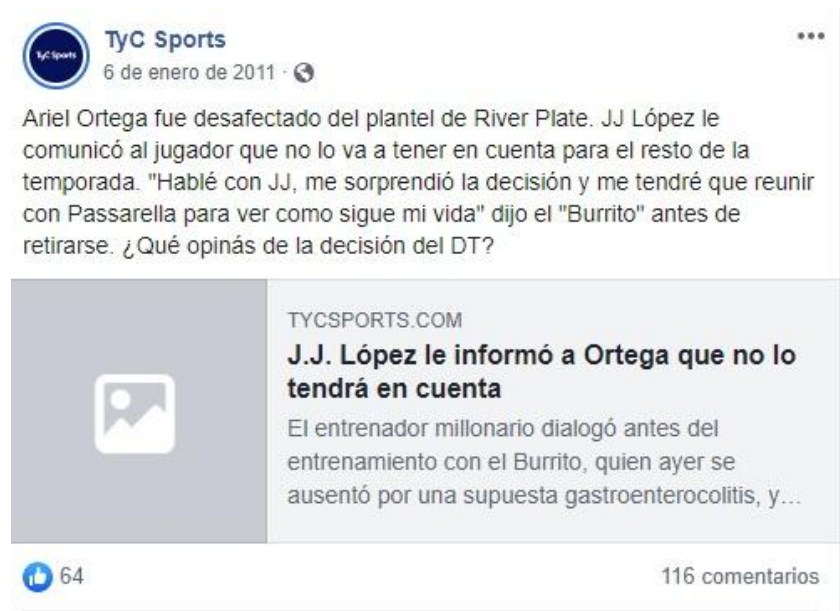 TyC Sports
TyC Sports
6 de enero de 2011 ·
Ariel Ortega fue desafectado del plantel de River Plate. JJ López le
comunicó al jugador que no lo va a tener en cuenta para el resto de la
temporada. "Hablé con JJ, me sorprendió la decisión y me tendré que reunir
con Passarella para ver como sigue mi vida" dijo el "Burrito" antes de
retirarse. ¿Qué opinás de la decisión del DT?
TYCSPORTS.COM
J.J. López le informó a Ortega que no lo
tendrá en cuenta
El entrenador millonario dialogó antes del
entrenamiento con el Burrito, quien ayer se
ausentó por una supuesta gastroenterocolitis, y...
64
116 comentarios